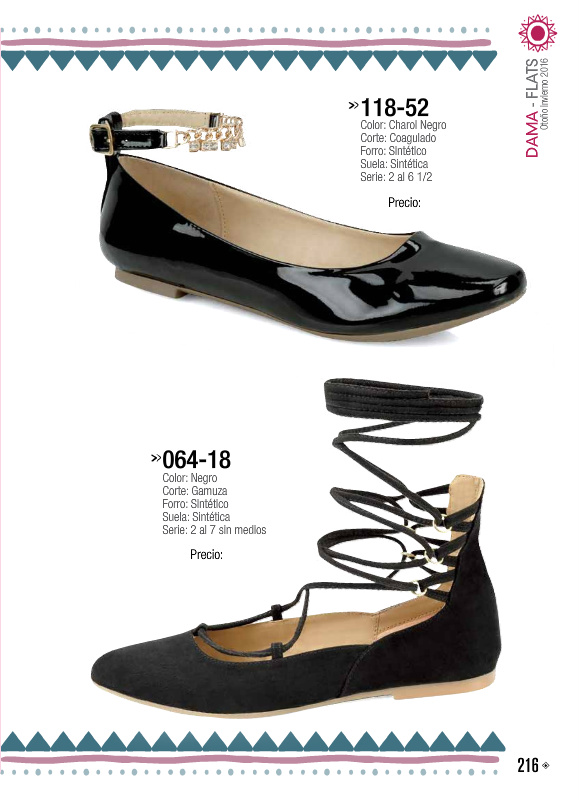 DAMA - FLATS
Otoño Invierno 2016
118-52
Color: Charol Negro
Corte: Coagulado
Forro: Sintético
Suela: Sintética
Serie: 2 al 6 1/2
Precio:
064-18
Color: Negro
Corte: Gamuza
Forro: Sintético
Suela: Sintética
Serie: 2 al 7 sin medios
Precio:
216